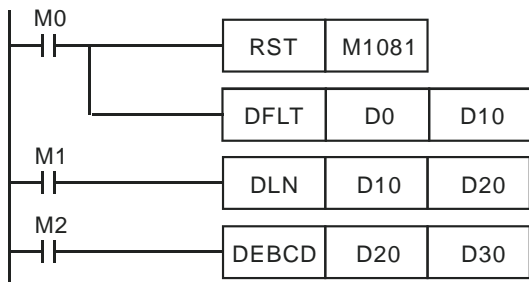 M0
RST M1081
DFLT D0 D10
M1
DLN D10 D20
M2
DEBCD D20 D30